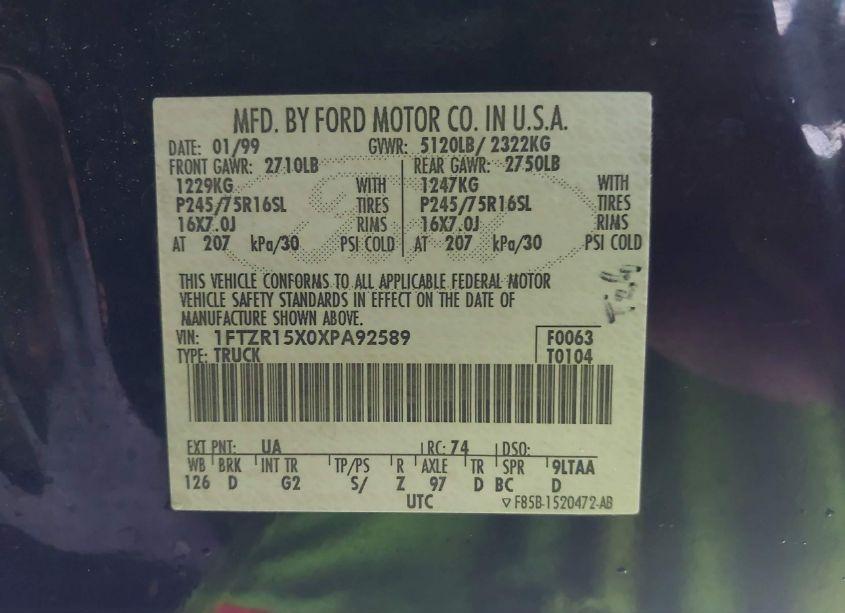 MFD. BY FORD MOTOR CO. IN U.S.A.
DATE: 01/99 GVWR: 5120LB/ 2322KG
FRONT GAWR: 2710LB REAR GAWR: 2750LB
1229KG WITH 1247KG WITH
P245/75R16SL TIRES P245/75R16SL TIRES
16X7.0J RIMS 16X7.0J RIMS
AT 207 kPa/30 PSI COLD AT 207 kPa/30 PSI COLD
THIS VEHICLE CONFORMS TO ALL APPLICABLE FEDERAL MOTOR
VEHICLE SAFETY STANDARDS IN EFFECT ON THE DATE OF
MANUFACTURE SHOWN ABOVE.
VIN: 1FTZR15X0XPA92589 F0063
TYPE: TRUCK T0104
EXT PNT: UA RC: 74 DSO:
WB BRK INT TR TP/PS R AXLE TR SPR 9LTAA
126 D G2 S/ Z 97 D BC D
UTC ▽ F85B-1520472-AB